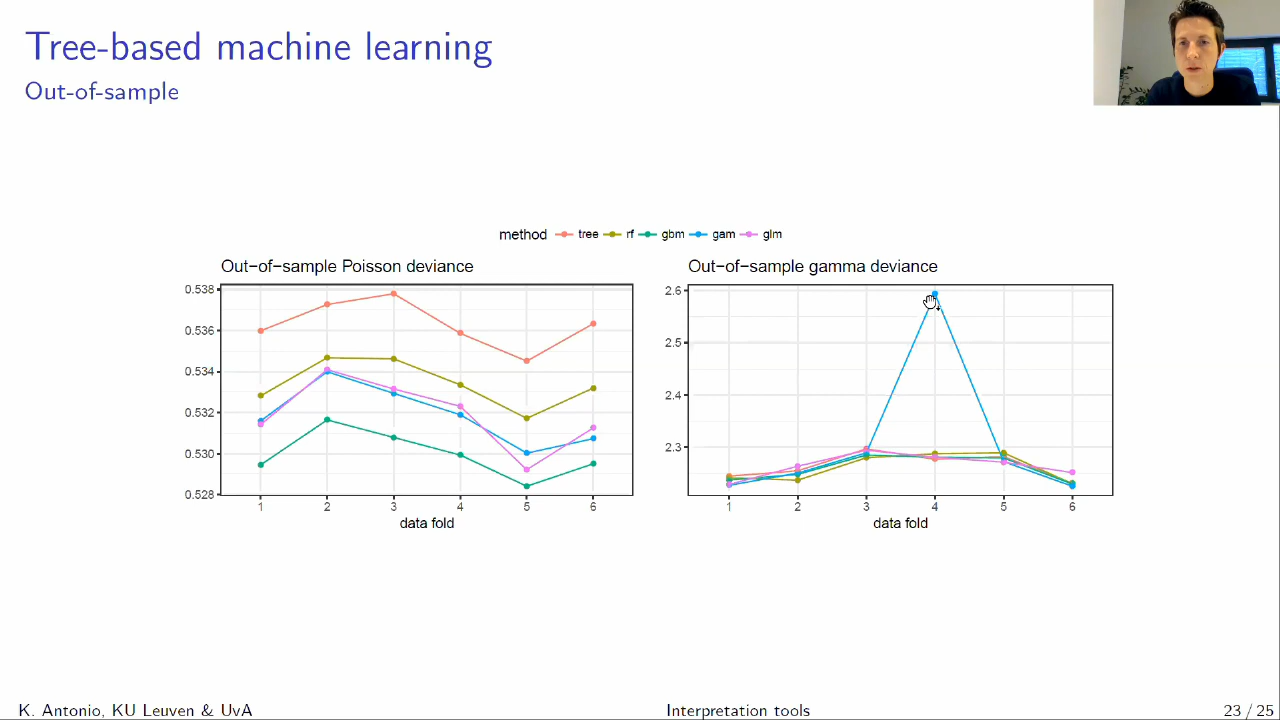 Tree-based machine learning
Out-of-sample
method tree rf gbm gam glm
Out-of-sample Poisson deviance
0.538
0.536
0.534
0.532
0.530
0.528
1 2 3 4 5 6
data fold
Out-of-sample gamma deviance
2.6
2.5
2.4
2.3
1 2 3 4 5 6
data fold
K. Antonio, KU Leuven & UvA
Interpretation tools
23 / 25